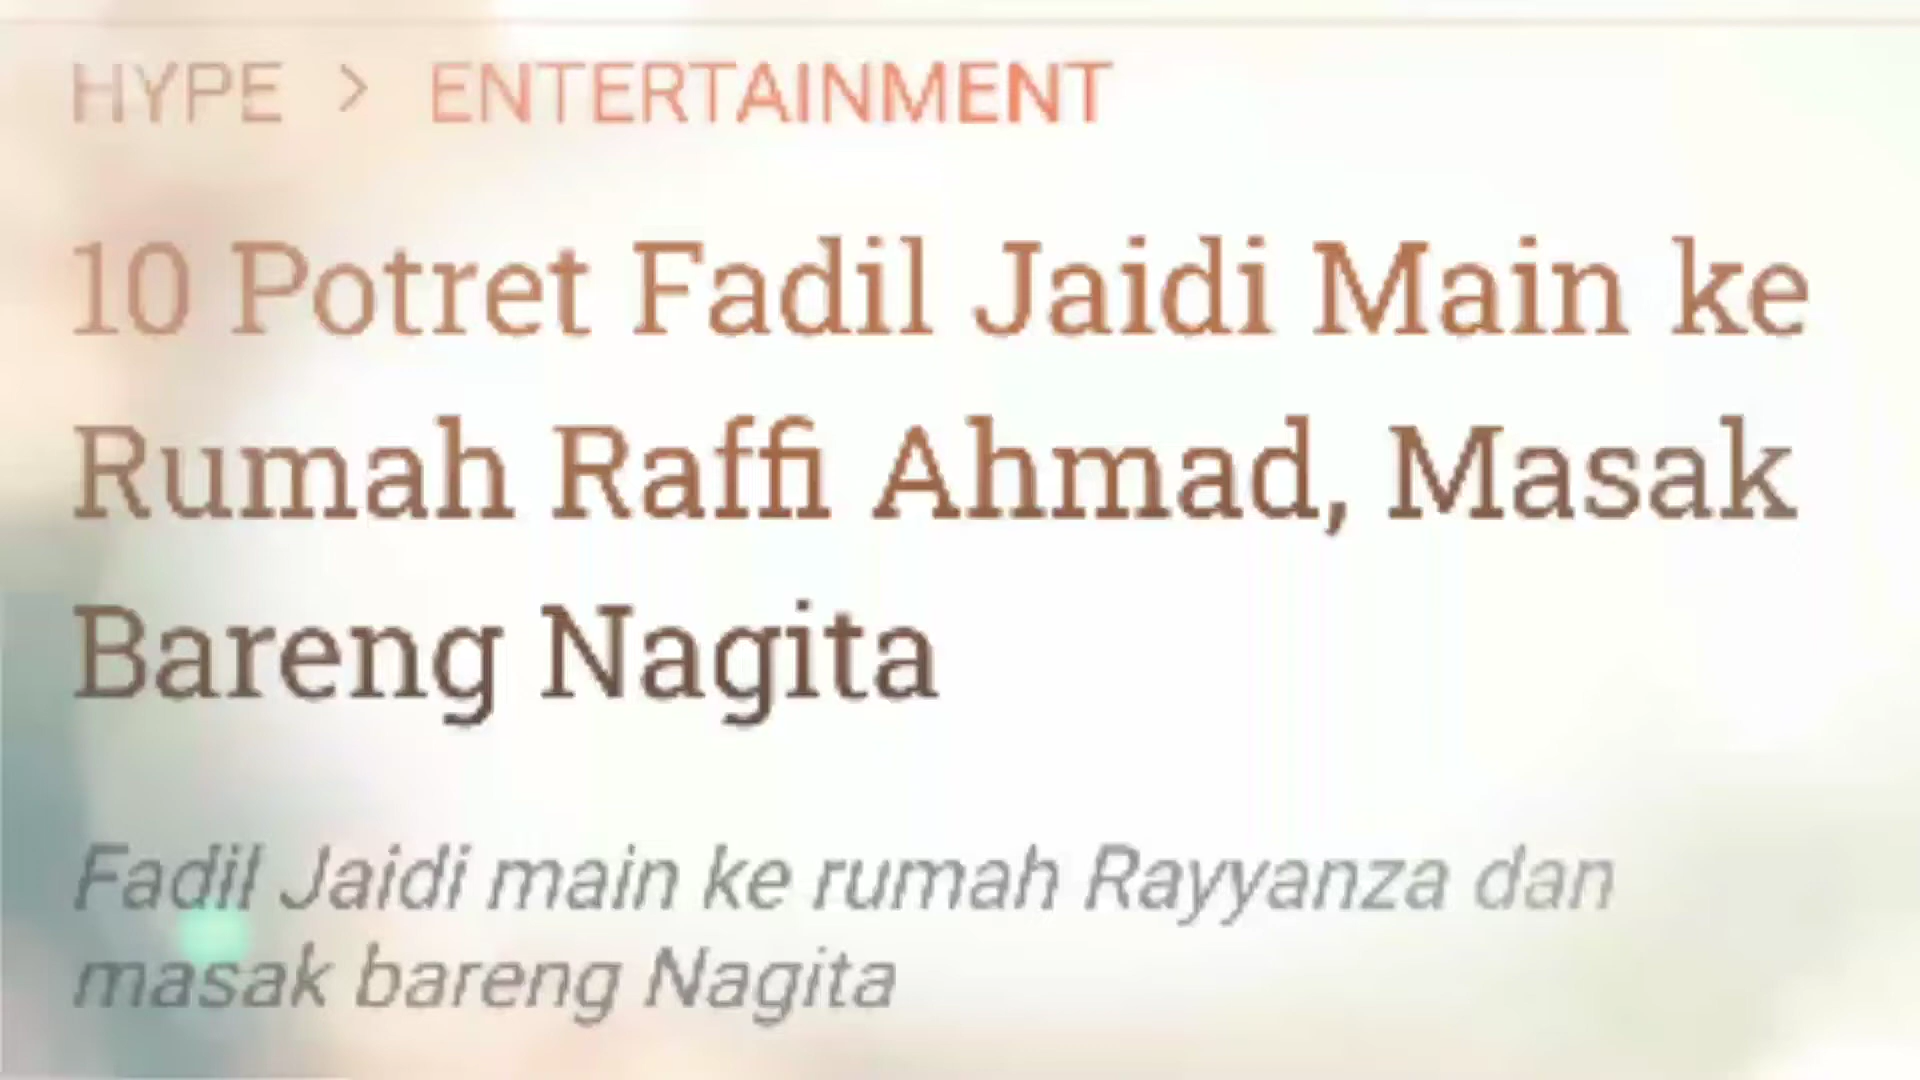 HYPE > ENTERTAINMENT
10 Potret Fadil Jaidi Main ke
Rumah Raffi Ahmad, Masak
Bareng Nagita
Fadil Jaidi main ke rumah Rayyanza dan
masak bareng Nagita